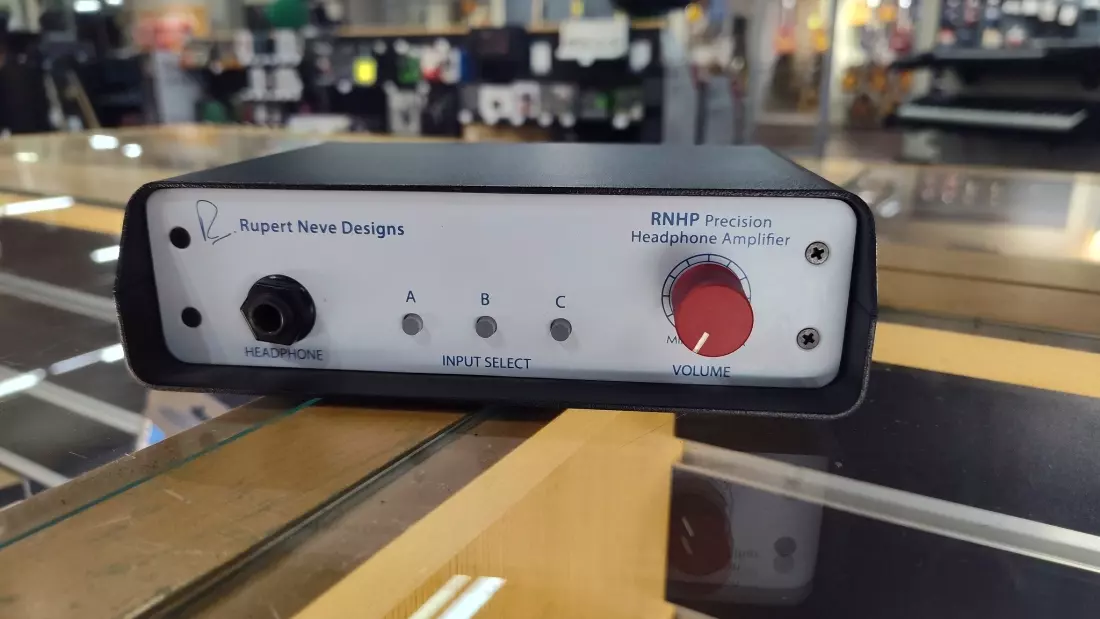 Rupert Neve Designs
RNHP Precision
Headphone Amplifier
A B C
HEADPHONE
INPUT SELECT
VOLUME